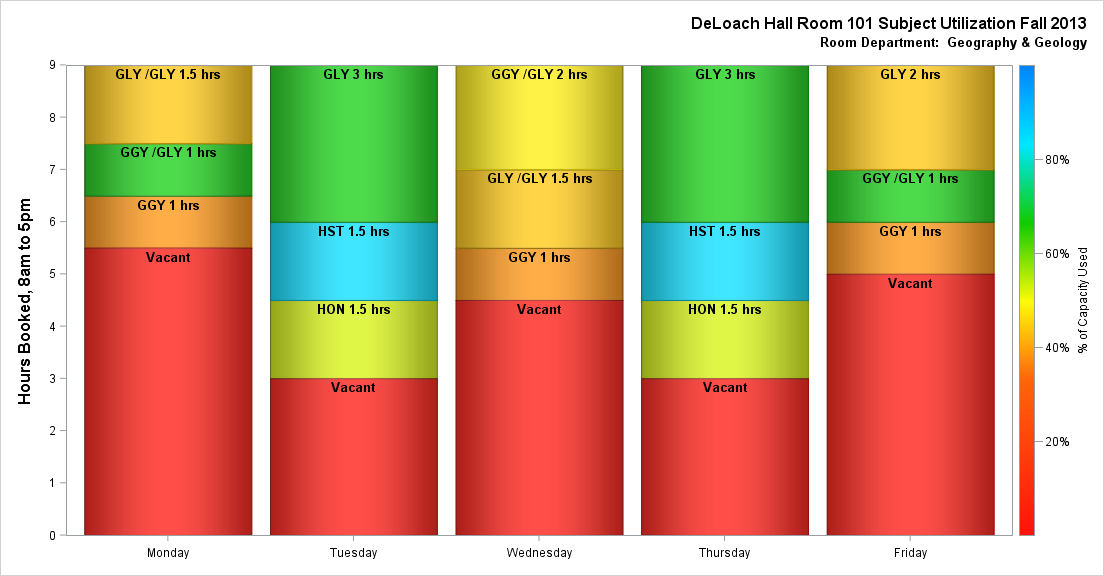 DeLoach Hall Room 101 Subject Utilization Fall 2013
Room Department: Geography & Geology
Hours Booked, 8am to 5pm
9
8
7
6
5
4
3
2
1
0
GLY /GLY 1.5 hrs
GGY /GLY 1 hrs
GGY 1 hrs
Vacant
GLY 3 hrs
HST 1.5 hrs
HON 1.5 hrs
Vacant
GGY /GLY 2 hrs
GLY /GLY 1.5 hrs
GGY 1 hrs
Vacant
GLY 3 hrs
HST 1.5 hrs
HON 1.5 hrs
Vacant
GLY 2 hrs
GGY /GLY 1 hrs
GGY 1 hrs
Vacant
Monday
Tuesday
Wednesday
Thursday
Friday
80%
60%
40%
20%
% of Capacity Used